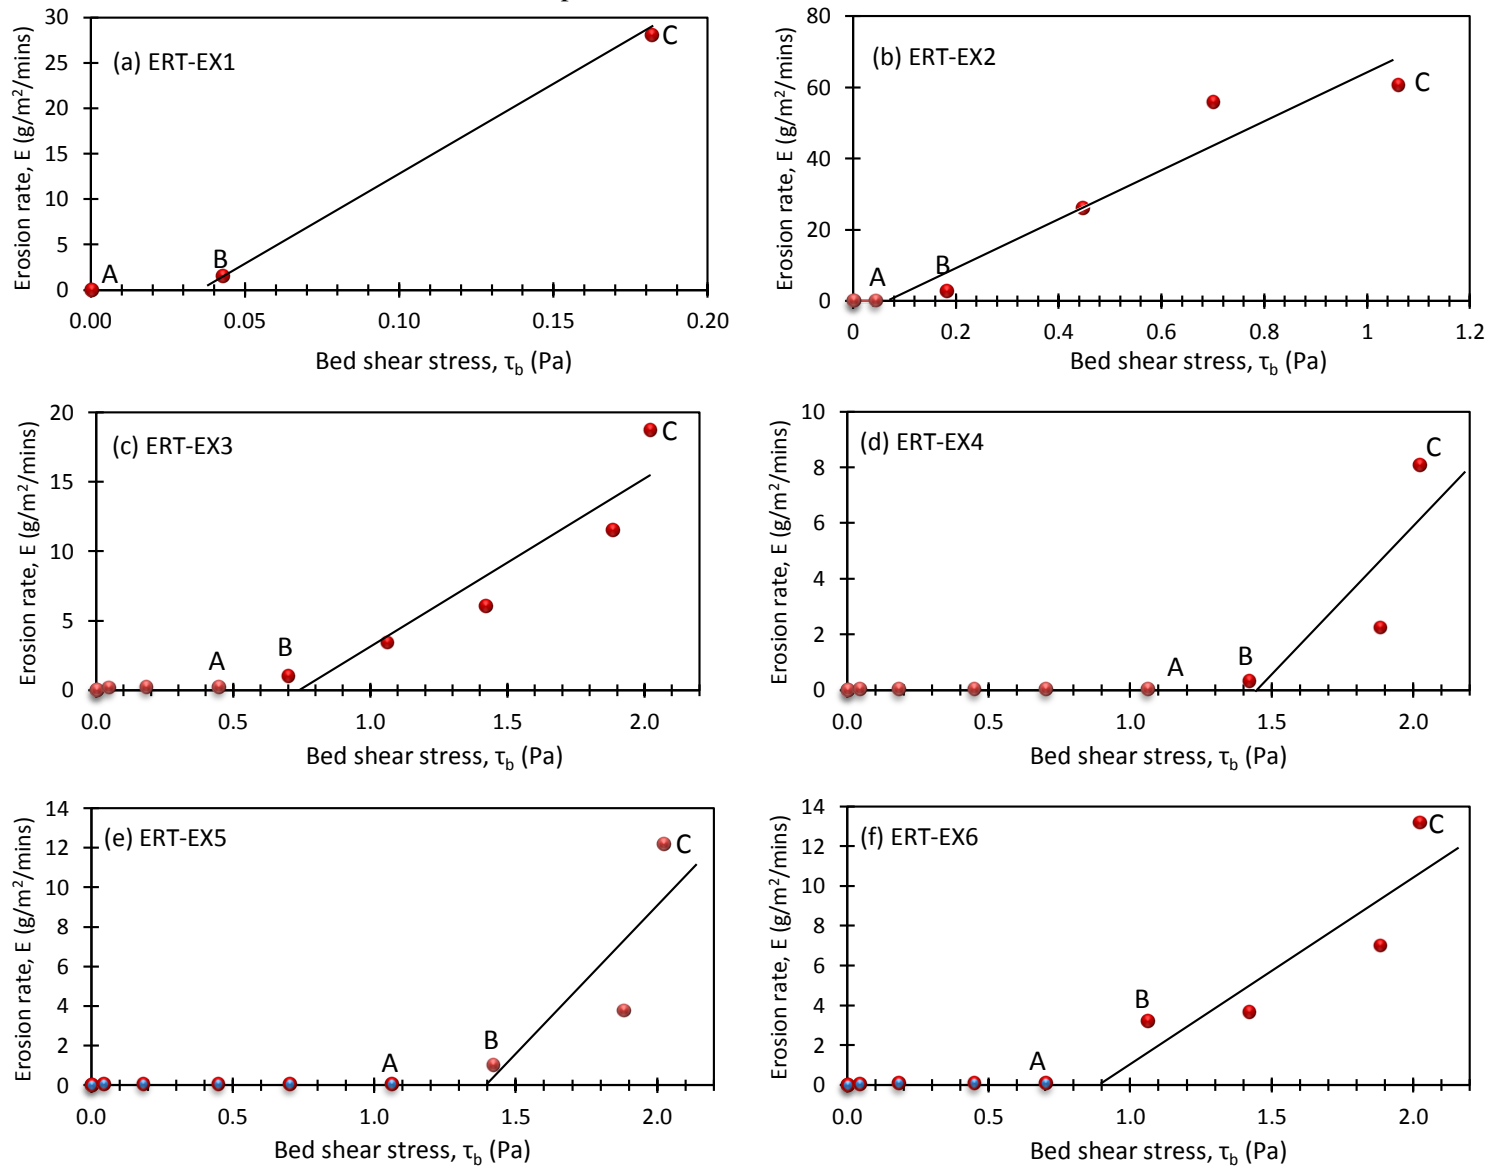 30
25
20
15
10
5
0
Erosion rate, E (g/m²/mins)
(a) ERT-EX1
A
B
C
0.00 0.05 0.10 0.15 0.20
Bed shear stress, τb (Pa)
80
60
40
20
0
Erosion rate, E (g/m²/mins)
(b) ERT-EX2
A
B
C
0 0.2 0.4 0.6 0.8 1 1.2
Bed shear stress, τb (Pa)
20
15
10
5
0
Erosion rate, E (g/m²/mins)
(c) ERT-EX3
A
B
C
0.0 0.5 1.0 1.5 2.0
Bed shear stress, τb (Pa)
10
8
6
4
2
0
Erosion rate, E (g/m²/mins)
(d) ERT-EX4
A
B
C
0.0 0.5 1.0 1.5 2.0
Bed shear stress, τb (Pa)
14
12
10
8
6
4
2
0
Erosion rate, E (g/m²/mins)
(e) ERT-EX5
A
B
C
0.0 0.5 1.0 1.5 2.0
Bed shear stress, τb (Pa)
14
12
10
8
6
4
2
0
Erosion rate, E (g/m²/mins)
(f) ERT-EX6
A
B
C
0.0 0.5 1.0 1.5 2.0
Bed shear stress, τb (Pa)